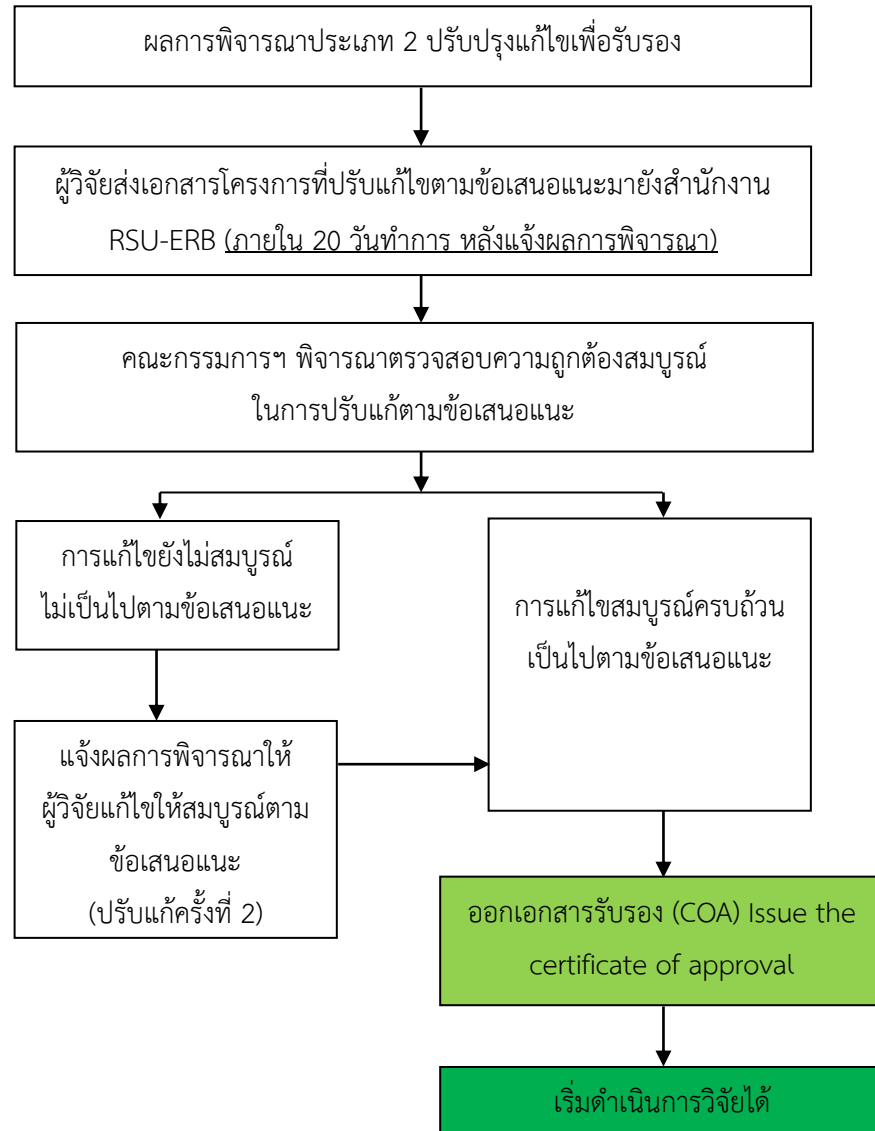 ผลการพิจารณาประเภท 2 ปรับปรุงแก้ไขเพื่อรับรอง
ผู้วิจัยส่งเอกสารโครงการที่ปรับแก้ไขตามข้อเสนอแนะมายังสำนักงาน
RSU-ERB (ภายใน 20 วันทำการ หลังแจ้งผลการพิจารณา)
คณะกรรมการฯ พิจารณาตรวจสอบความถูกต้องสมบูรณ์
ในการปรับแก้ตามข้อเสนอแนะ
การแก้ไขยังไม่สมบูรณ์
ไม่เป็นไปตามข้อเสนอแนะ
การแก้ไขสมบูรณ์ครบถ้วน
เป็นไปตามข้อเสนอแนะ
แจ้งผลการพิจารณาให้
ผู้วิจัยแก้ไขให้สมบูรณ์ตาม
ข้อเสนอแนะ
(ปรับแก้ครั้งที่ 2)
ออกเอกสารรับรอง (COA) Issue the
certificate of approval
เริ่มดำเนินการวิจัยได้